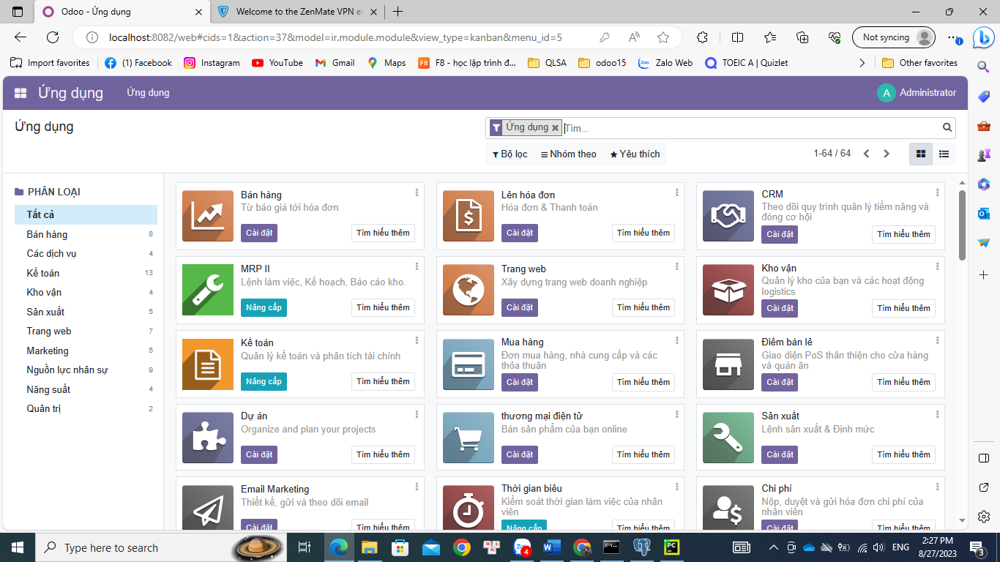 Odoo - Ứng dụng
Welcome to the ZenMate VPN ex
localhost:8082/web#cids=1&action=37&model=ir.module.module&view_type=kanban&menu_id=5
Not syncing
Import favorites
(1) Facebook
Instagram
YouTube
Gmail
Maps
F8
F8 - học lập trình đ...
QLSA
odoo15
Zalo
Zalo Web
TOEIC A | Quizlet
Other favorites
Ứng dụng
Ứng dụng
A
Administrator
Ứng dụng
Ứng dụng
Tìm...
Bộ lọc
Nhóm theo
Yêu thích
1-64 / 64
PHÂN LOẠI
Tất cả
Bán hàng 8
Các dịch vụ 4
Kế toán 13
Kho vận 4
Sản xuất 5
Trang web 7
Marketing 5
Nguồn lực nhân sự 9
Năng suất 4
Quản trị 2
Bán hàng
Từ báo giá tới hóa đơn
Cài đặt
Tìm hiểu thêm
Lên hóa đơn
Hóa đơn & Thanh toán
Cài đặt
Tìm hiểu thêm
CRM
Theo dõi quy trình quản lý tiềm năng và
đóng cơ hội
Cài đặt
Tìm hiểu thêm
MRP II
Lệnh làm việc, Kế hoạch, Báo cáo kho.
Nâng cấp
Tìm hiểu thêm
Trang web
Xây dựng trang web doanh nghiệp
Cài đặt
Tìm hiểu thêm
Kho vận
Quản lý kho của bạn và các hoạt động
logistics
Cài đặt
Tìm hiểu thêm
Kế toán
Quản lý kế toán và phân tích tài chính
Nâng cấp
Tìm hiểu thêm
Mua hàng
Đơn mua hàng, nhà cung cấp và các
thỏa thuận
Cài đặt
Tìm hiểu thêm
Điểm bán lẻ
Giao diện PoS thân thiện cho cửa hàng
và quán ăn
Cài đặt
Tìm hiểu thêm
Dự án
Organize and plan your projects
Cài đặt
Tìm hiểu thêm
thương mại điện tử
Bán sản phẩm của bạn online
Cài đặt
Tìm hiểu thêm
Sản xuất
Lệnh sản xuất & Định mức
Cài đặt
Tìm hiểu thêm
Email Marketing
Thiết kế, gửi và theo dõi email
Cài đặt
Tìm hiểu thêm
Thời gian biểu
Kiểm soát thời gian làm việc của nhân
viên
Nâng cấp
Tìm hiểu thêm
Chi phí
Nộp, duyệt và gửi hóa đơn chi phí của
nhân viên
Cài đặt
Tìm hiểu thêm
Type here to search
Zalo
4
W
PC
ENG
2:27 PM
8/27/2023
3